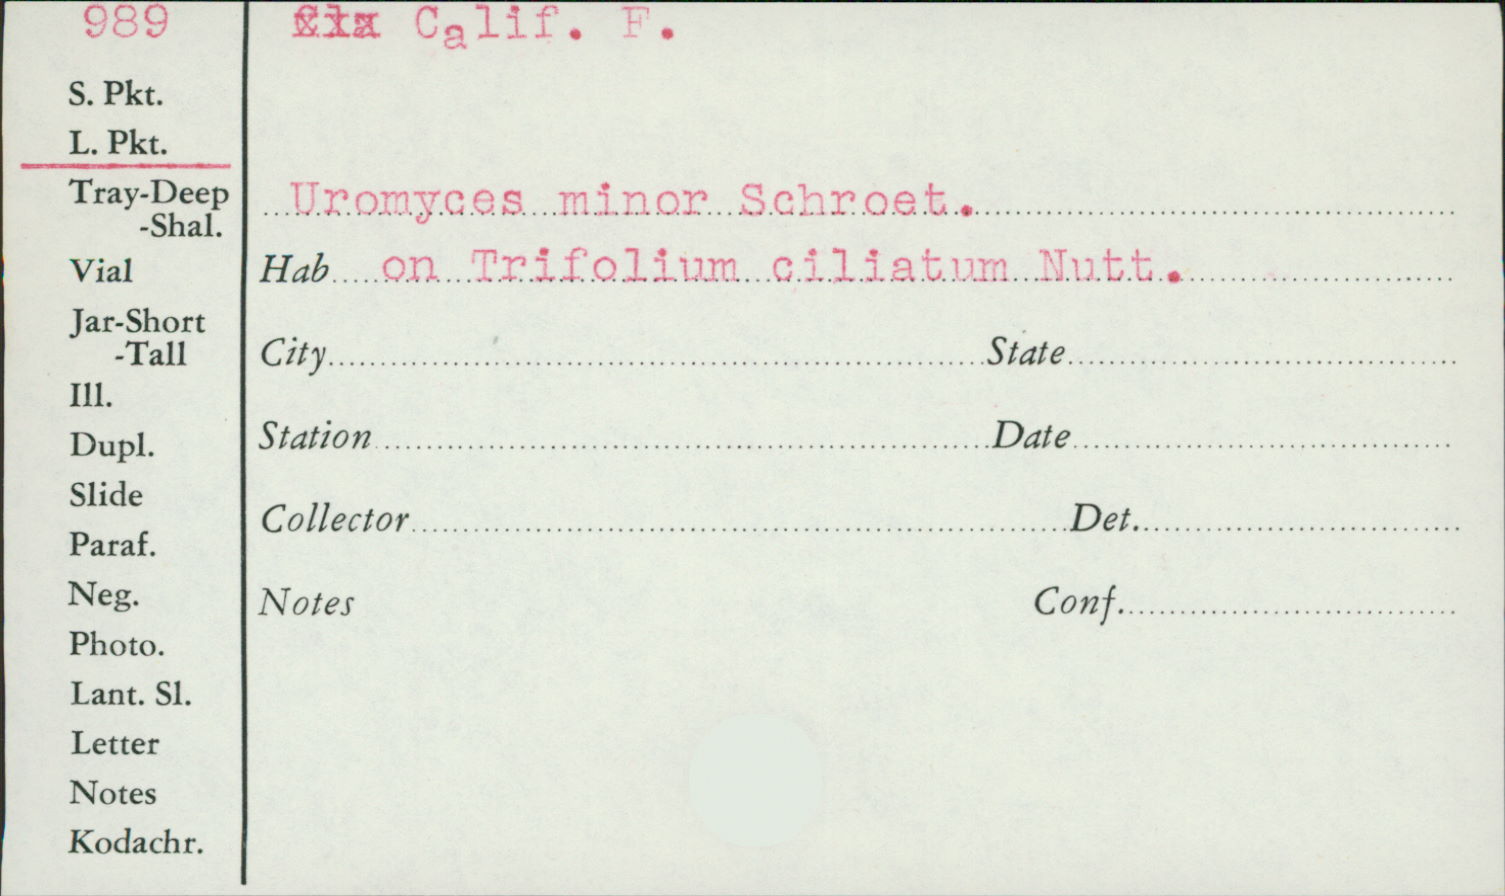 989
Calif. F.
S. Pkt.
L. Pkt.
Tray-Deep
-Shal.
Vial
Jar-Short
-Tall
Ill.
Dupl.
Slide
Paraf.
Neg.
Photo.
Lant. Sl.
Letter
Notes
Kodachr.
Uromyces minor Schroet.
Hab on Trifolium ciliatum Nutt.
City State
Station Date
Collector Det.
Notes Conf.